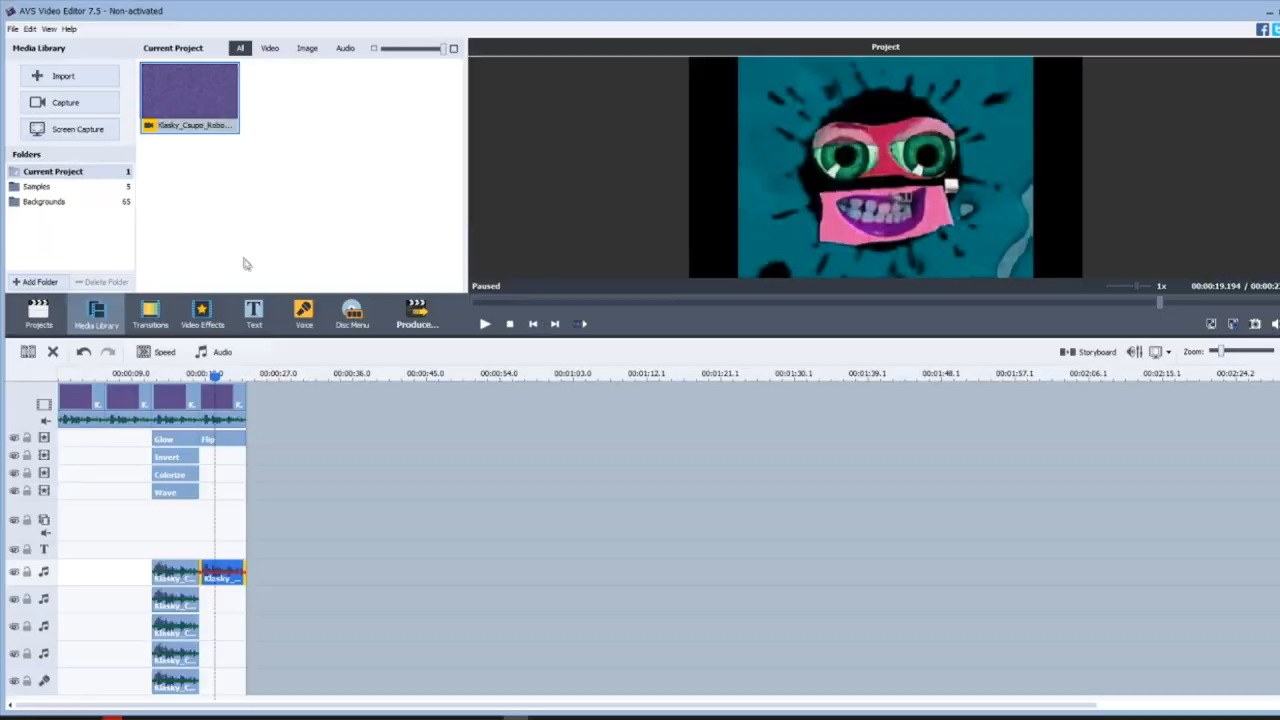 AVS Video Editor 7.5 - Non-activated
File Edit View Help
Media Library
Current Project
All
Video
Image
Audio
Project
Import
Capture
Screen Capture
Klasky_Csupo_Robo...
Folders
Current Project 1
Samples 5
Backgrounds 65
Add Folder
Delete Folder
Paused
1x
00:00:19.194
Projects
Media Library
Transitions
Video Effects
Text
Voice
Disc Menu
Produce...
Speed
Audio
Storyboard
Zoom:
00:00:09.0
00:00:27.0
00:00:36.0
00:00:45.0
00:00:54.0
00:01:03.0
00:01:12.1
00:01:21.1
00:01:30.1
00:01:39.1
00:01:48.1
00:01:57.1
00:02:06.1
00:02:15.1
00:02:24.2
K.
K.
K.
K.
Glow
Flip
Invert
Colorize
Wave
T
Klasky_C...
Klasky_...
Klasky_C...
Klasky_C...
Klasky_C...
Klasky_C...